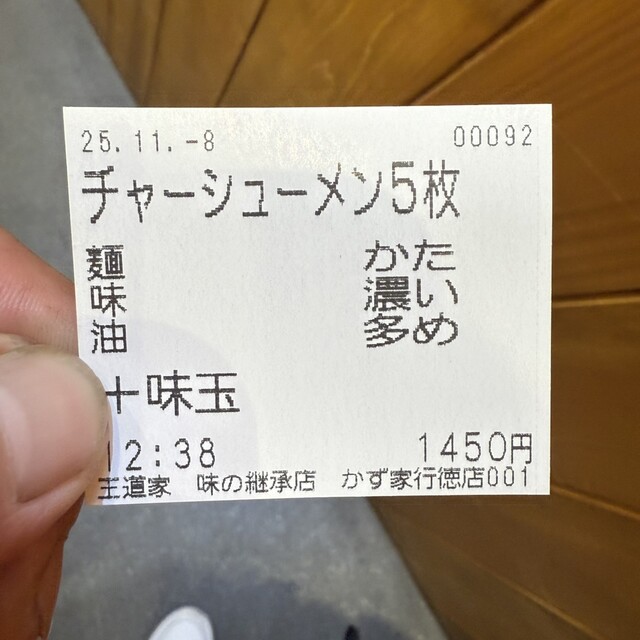 25.11.-8 00092
チャーシューメン5枚
麺 かた
味 濃い
油 多め
＋味玉
12:38 1450円
王道家 味の継承店 かず家行徳店001